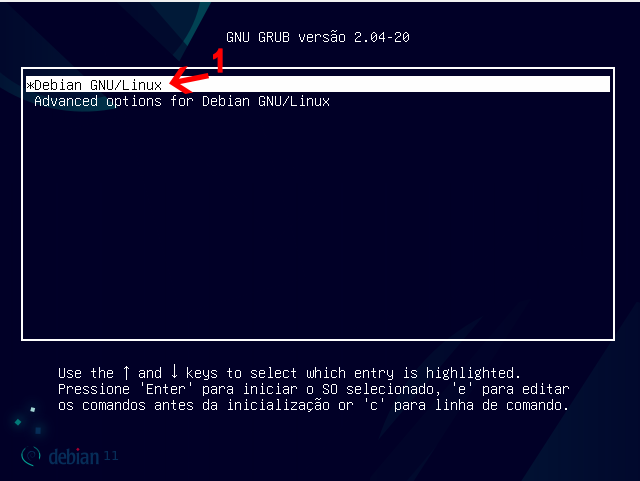 GNU GRUB versão 2.04-20
1
*Debian GNU/Linux
Advanced options for Debian GNU/Linux
Use the ↑ and ↓ keys to select which entry is highlighted.
Pressione 'Enter' para iniciar o SO selecionado, 'e' para editar
os comandos antes da inicialização or 'c' para linha de comando.
debian 11